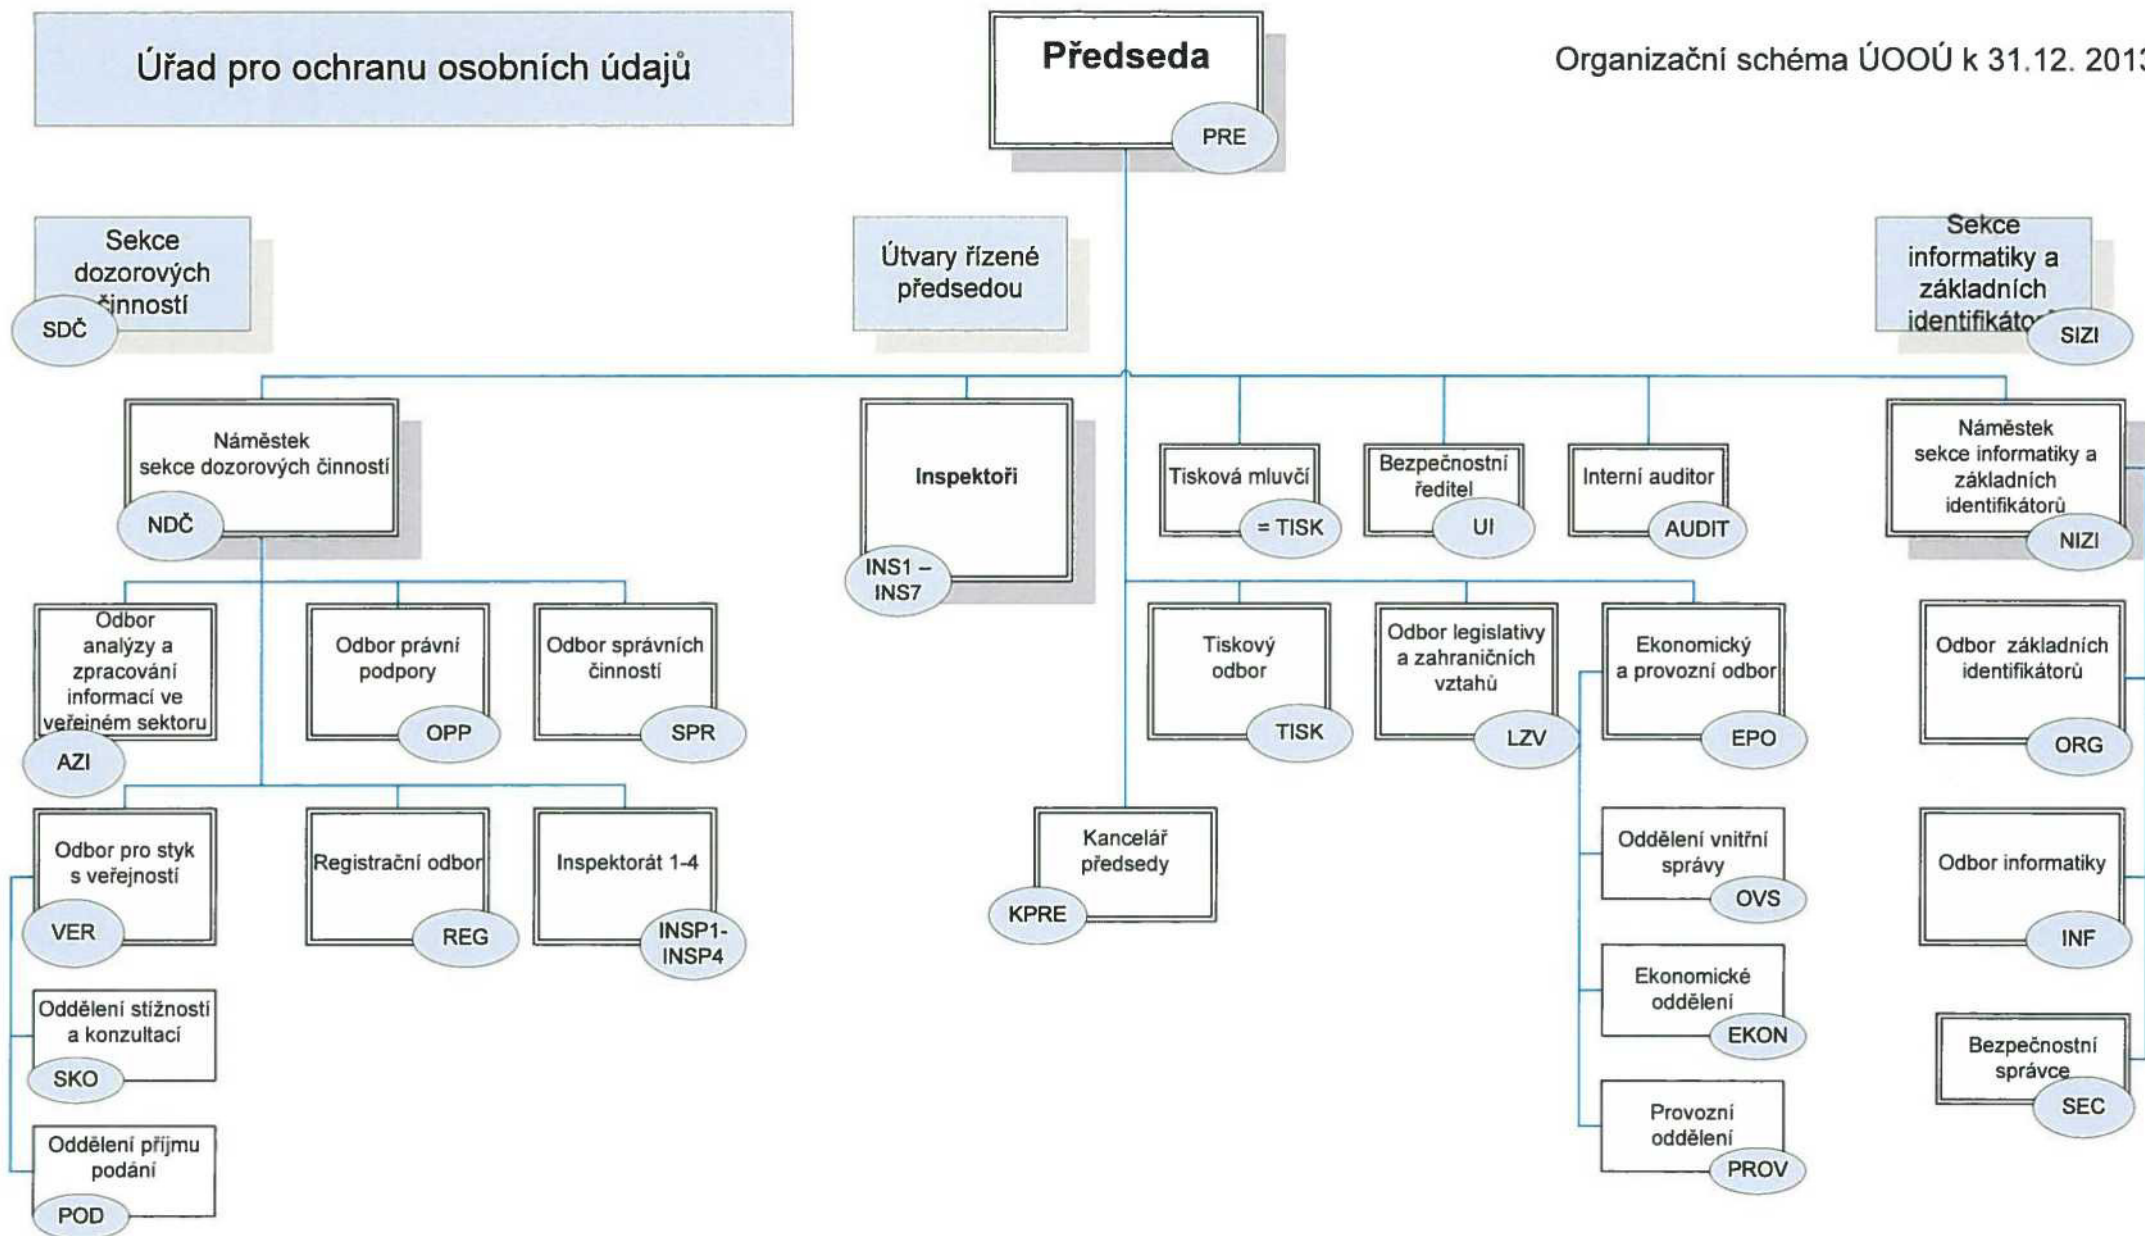 Úřad pro ochranu osobních údajů
Předseda
PRE
Organizační schéma ÚOOÚ k 31.12. 2013
Sekce
dozorových
činností
SDČ
Útvary řízené
předsedou
Sekce
informatiky a
základních
identifikátorů
SIZI
Náměstek
sekce dozorových činností
NDČ
Inspektoři
INS1 –
INS7
Tisková mluvčí
= TISK
Bezpečnostní
ředitel
UI
Interní auditor
AUDIT
Náměstek
sekce informatiky a
základních
identifikátorů
NIZI
Odbor
analýzy a
zpracování
informací ve
veřejném sektoru
AZI
Odbor právní
podpory
OPP
Odbor správních
činností
SPR
Tiskový
odbor
TISK
Odbor legislativy
a zahraničních
vztahů
LZV
Ekonomický
a provozní odbor
EPO
Odbor základních
identifikátorů
ORG
Odbor pro styk
s veřejností
VER
Registrační odbor
REG
Inspektorát 1-4
INSP1-
INSP4
Kancelář
předsedy
KPRE
Oddělení vnitřní
správy
OVS
Odbor informatiky
INF
Oddělení stížností
a konzultací
SKO
Ekonomické
oddělení
EKON
Bezpečnostní
správce
SEC
Oddělení příjmu
podání
POD
Provozní
oddělení
PROV